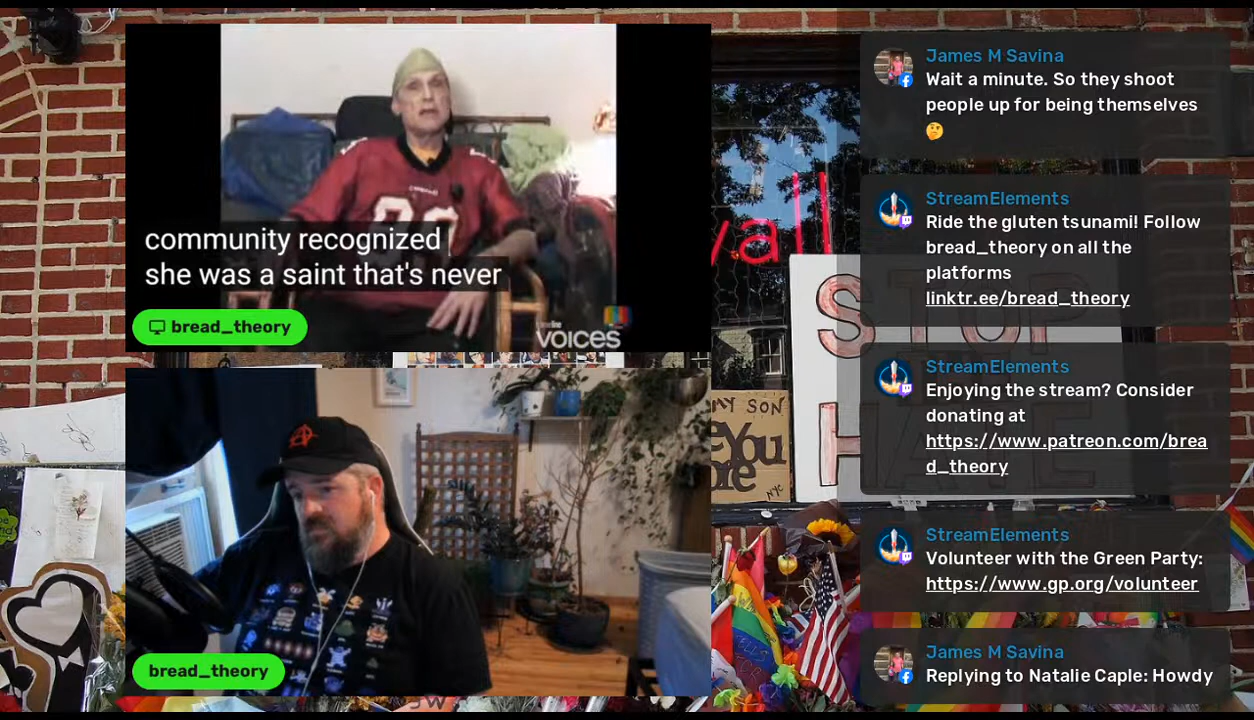 community recognized
she was a saint that's never
bread_theory
VOICES
bread_theory
James M Savina
Wait a minute. So they shoot
people up for being themselves
🤔
StreamElements
Ride the gluten tsunami! Follow
bread_theory on all the
platforms
linktr.ee/bread_theory
StreamElements
Enjoying the stream? Consider
donating at
https://www.patreon.com/brea
d_theory
StreamElements
Volunteer with the Green Party:
https://www.gp.org/volunteer
James M Savina
Replying to Natalie Caple: Howdy
STOP
HATE
MY SON
NYC